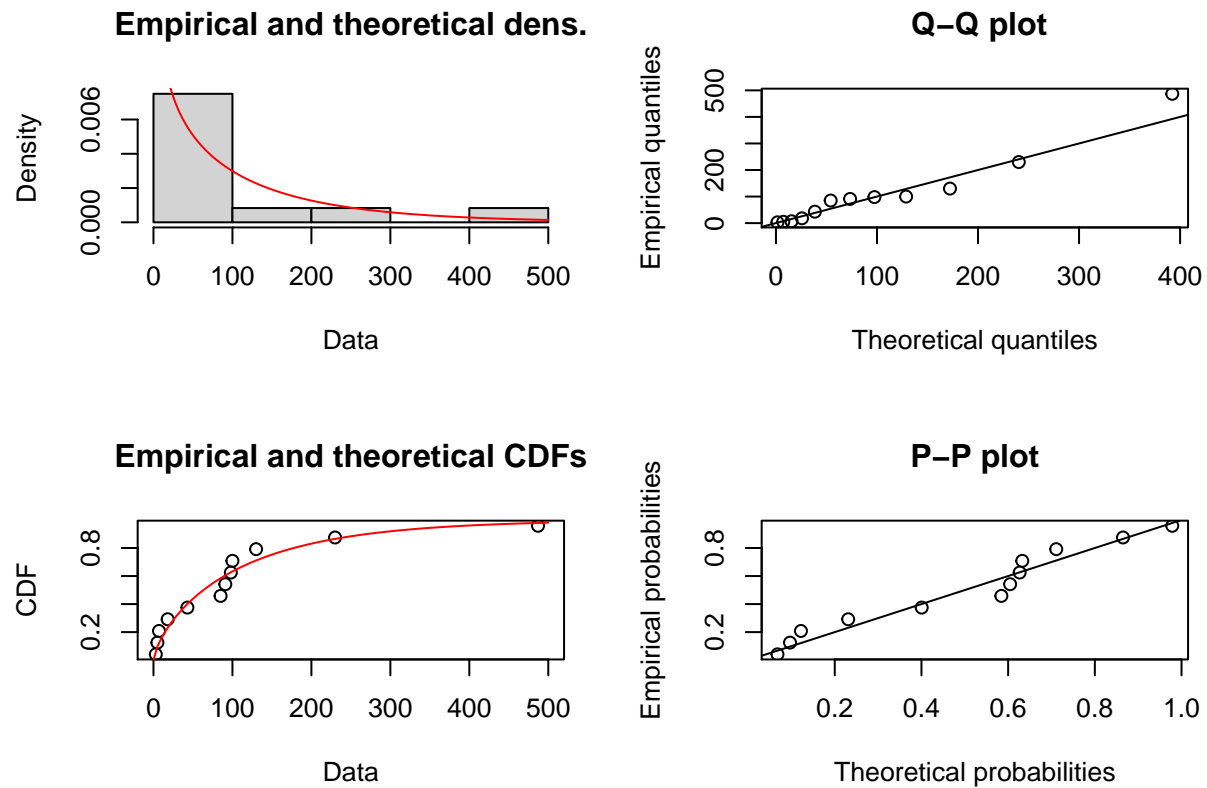 Empirical and theoretical dens.
Density
0.000
0.006
0 100 200 300 400 500
Data
Q−Q plot
Empirical quantiles
0
200
500
0 100 200 300 400
Theoretical quantiles
Empirical and theoretical CDFs
CDF
0.2
0.8
0 100 200 300 400 500
Data
P−P plot
Empirical probabilities
0.2
0.8
0.2 0.4 0.6 0.8 1.0
Theoretical probabilities